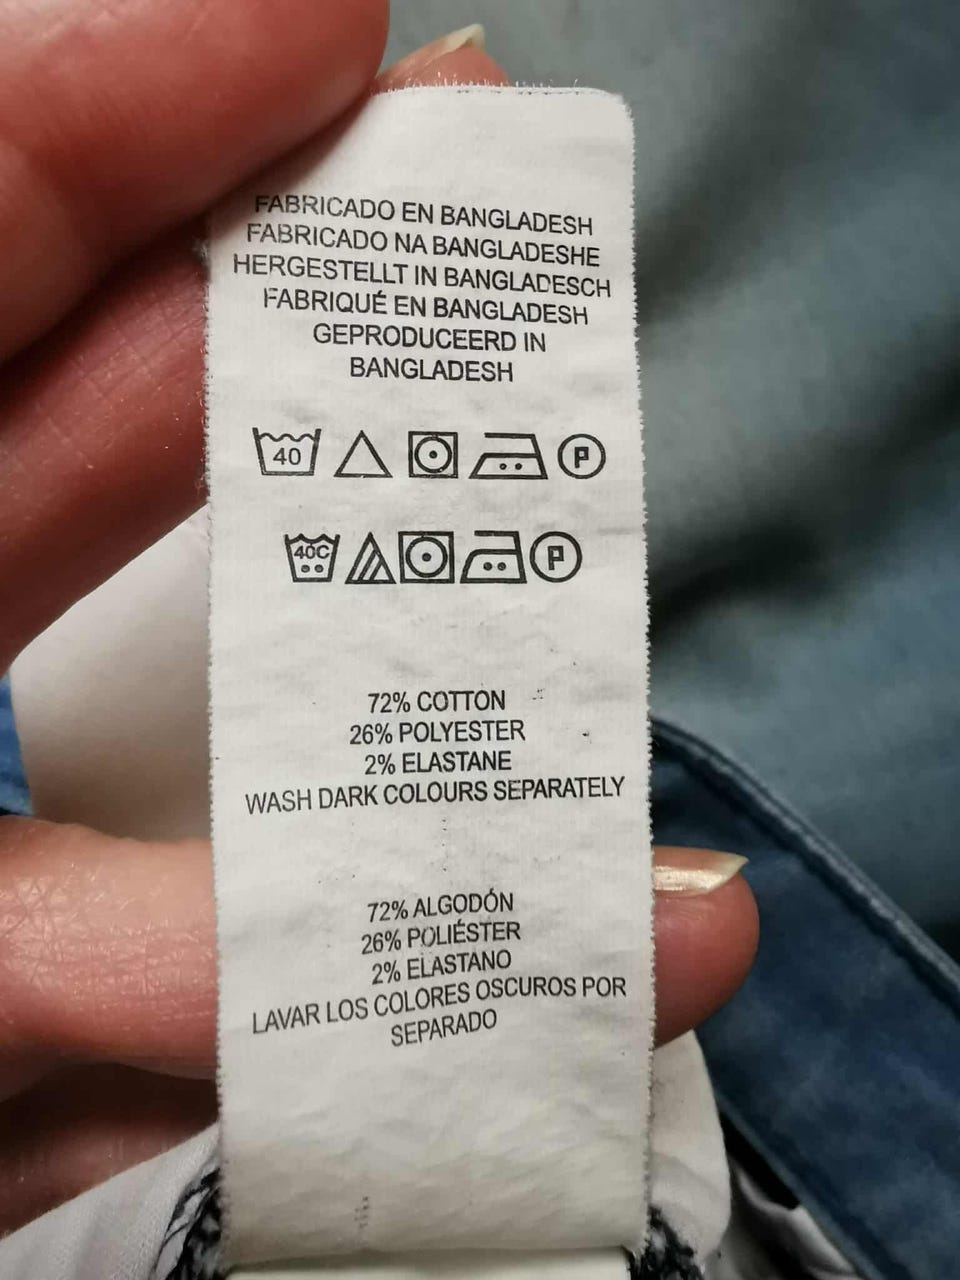 FABRICADO EN BANGLADESH
FABRICADO NA BANGLADESHE
HERGESTELLT IN BANGLADESCH
FABRIQUÉ EN BANGLADESH
GEPRODUCEERD IN
BANGLADESH
40 P
40C P
72% COTTON
26% POLYESTER
2% ELASTANE
WASH DARK COLOURS SEPARATELY
72% ALGODÓN
26% POLIÉSTER
2% ELASTANO
LAVAR LOS COLORES OSCUROS POR
SEPARADO